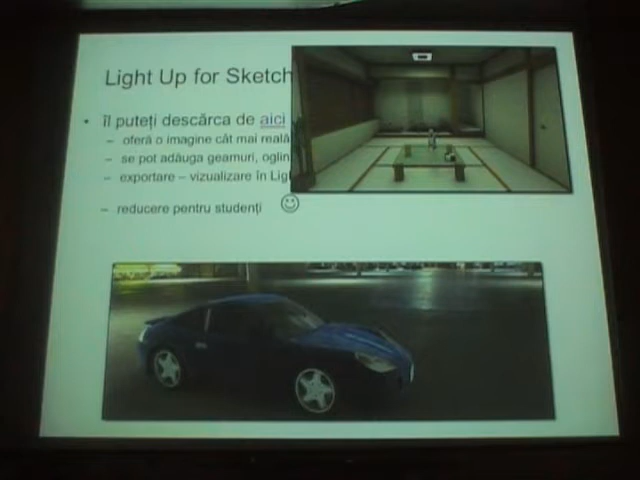 Light Up for Sketch
• îl puteți descărca de aici
– oferă o imagine cât mai reală
– se pot adăuga geamuri, oglin
– exportare – vizualizare în Lig
– reducere pentru studenți